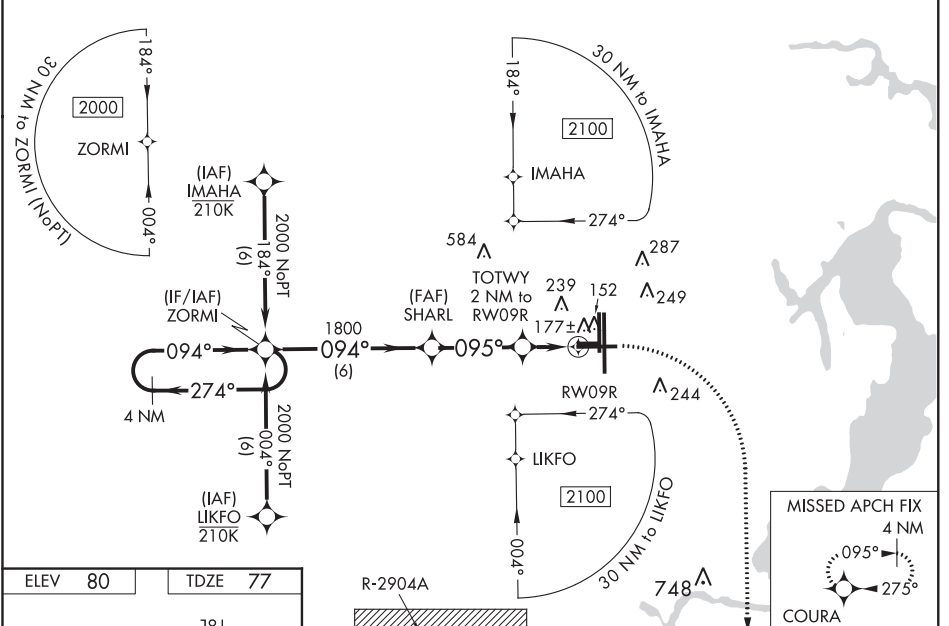 30 NM to ZORMI (NoPT)
184°
2000
ZORMI
004°
(IAF)
IMAHA
210K
2000 NoPT
184°
(6)
30 NM to IMAHA
184°
2100
IMAHA
274°
584
287
249
239
152
177±
TOTWY
2 NM to
RW09R
(IF/IAF)
ZORMI
(FAF)
SHARL
094°
274°
4 NM
1800
094°
(6)
095°
RW09R
244
2000 NoPT
004°
(6)
(IAF)
LIKFO
210K
274°
LIKFO
2100
004°
30 NM to LIKFO
748
MISSED APCH FIX
4 NM
095°
275°
COURA
ELEV 80
TDZE 77
R-2904A